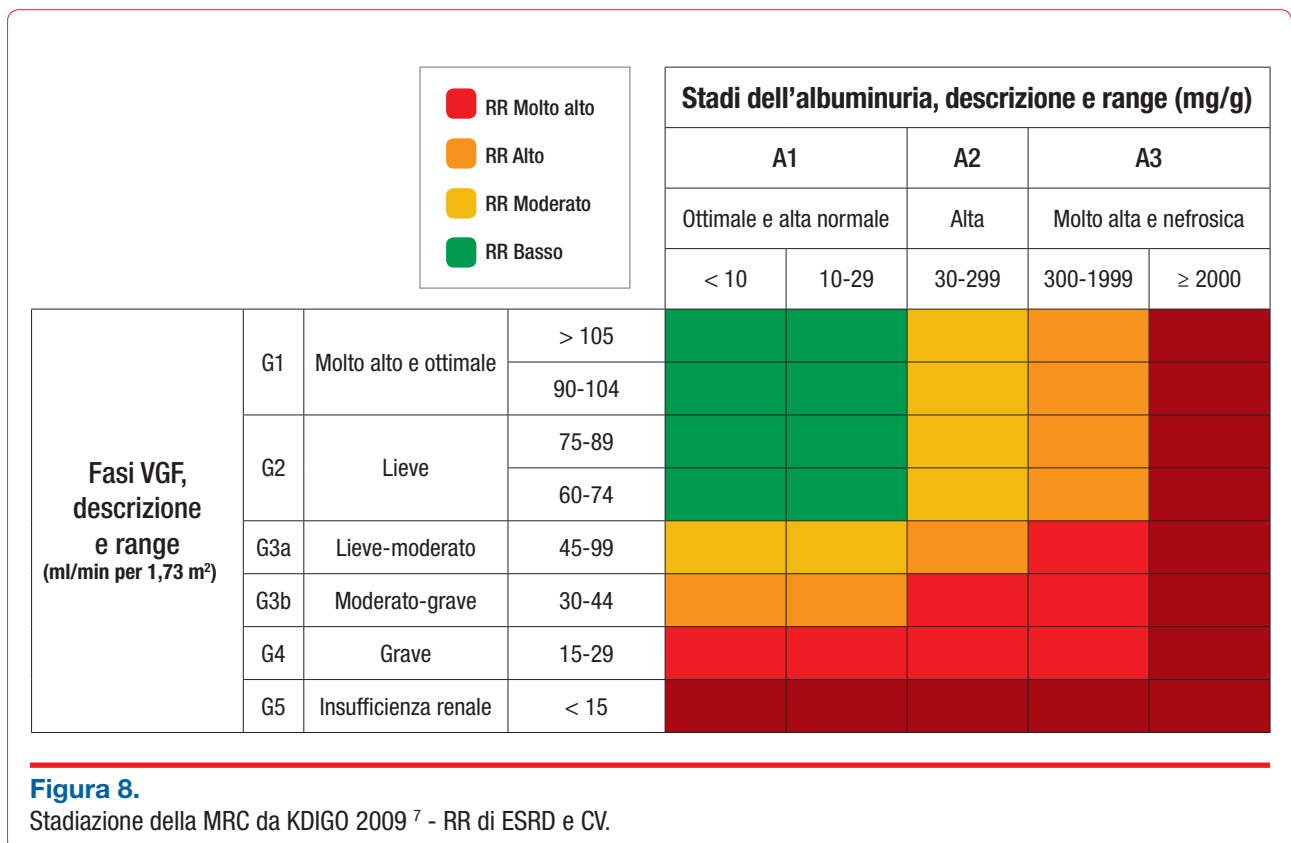 RR Molto alto
RR Alto
RR Moderato
RR Basso
Stadi dell’albuminuria, descrizione e range (mg/g)
A1 A2 A3
Ottimale e alta normale Alta Molto alta e nefrosica
< 10 10-29 30-299 300-1999 ≥ 2000
Fasi VGF,
descrizione
e range
(ml/min per 1,73 m²)
G1 Molto alto e ottimale > 105
90-104
G2 Lieve 75-89
60-74
G3a Lieve-moderato 45-99
G3b Moderato-grave 30-44
G4 Grave 15-29
G5 Insufficienza renale < 15
Figura 8.
Stadiazione della MRC da KDIGO 2009 ⁷ - RR di ESRD e CV.